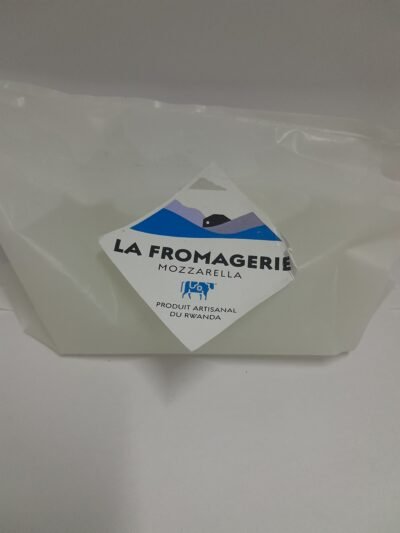 LA FROMAGERIE
MOZZARELLA
PRODUIT ARTISANAL
DU RWANDA